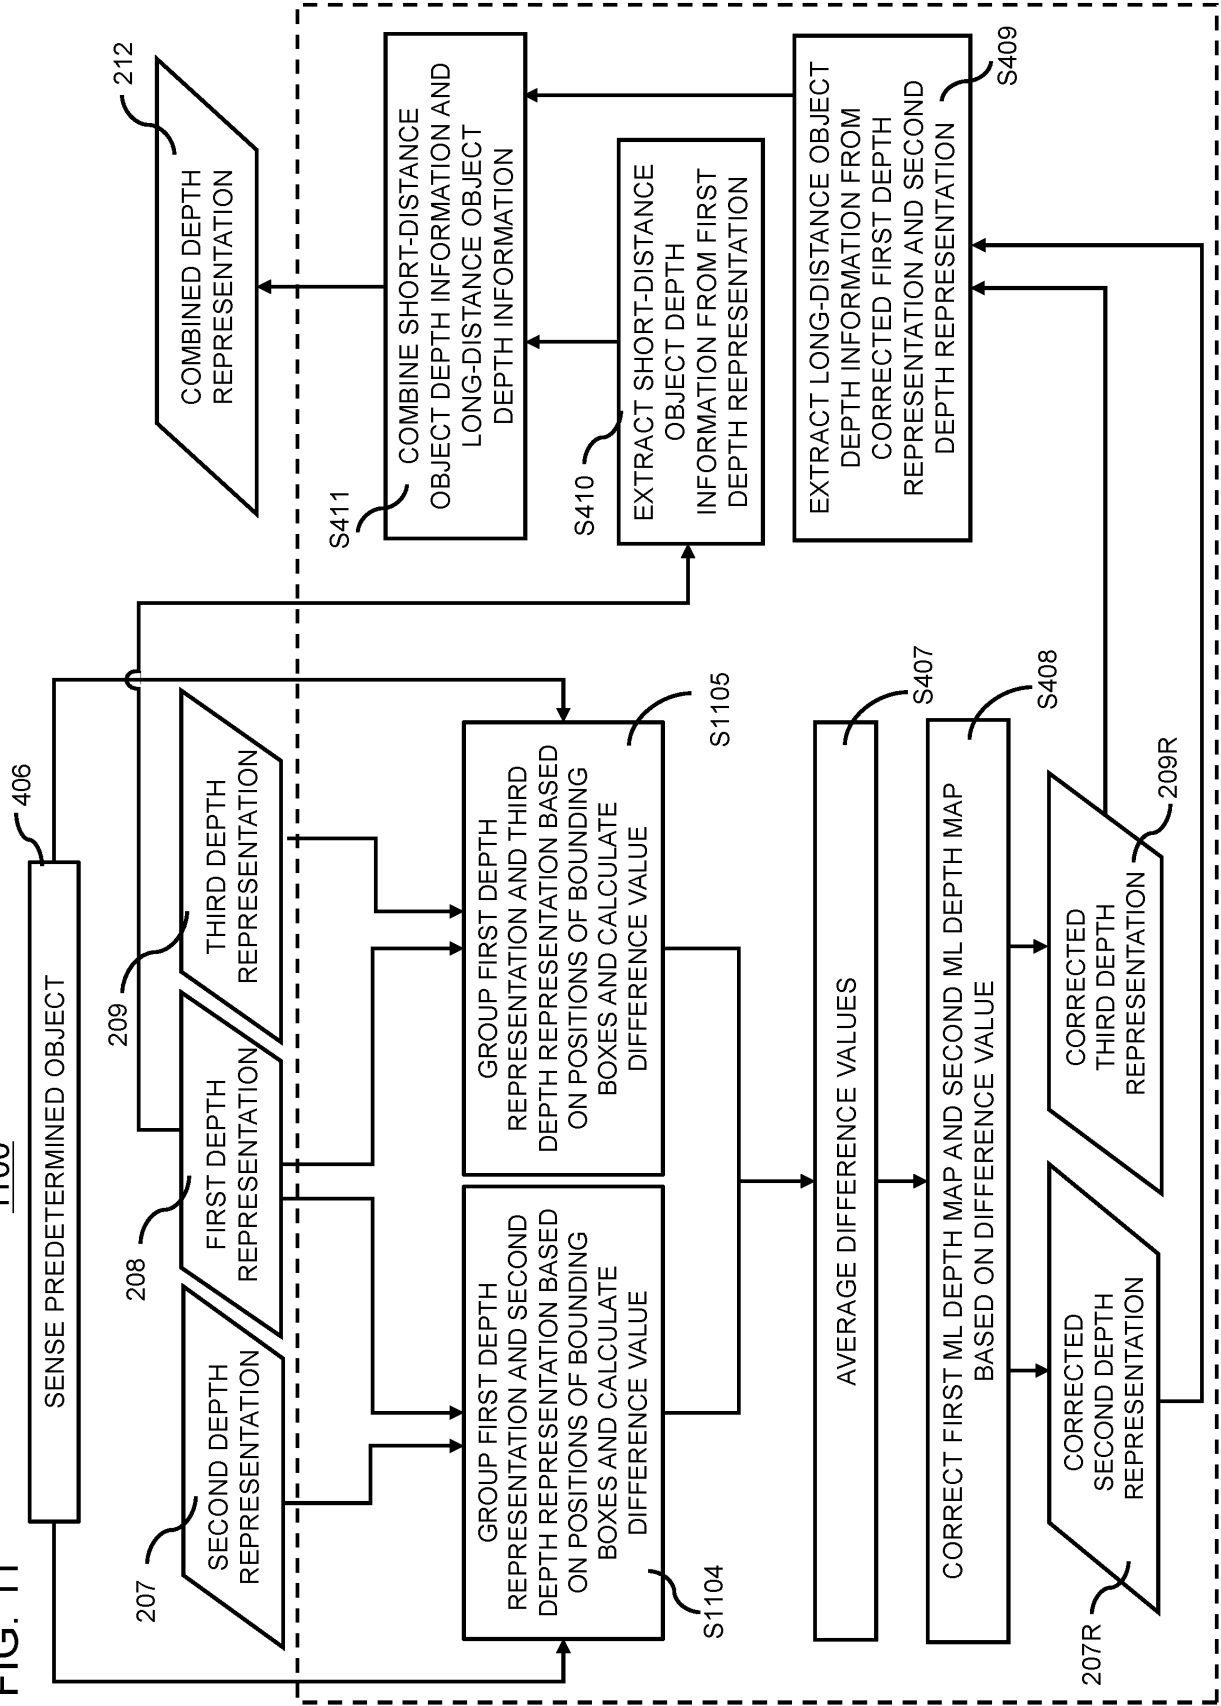 FIG. 11
1100
SENSE PREDETERMINED OBJECT
406
207
SECOND DEPTH
REPRESENTATION
208
FIRST DEPTH
REPRESENTATION
209
THIRD DEPTH
REPRESENTATION
GROUP FIRST DEPTH
REPRESENTATION AND SECOND
DEPTH REPRESENTATION BASED
ON POSITIONS OF BOUNDING
BOXES AND CALCULATE
DIFFERENCE VALUE
S1104
GROUP FIRST DEPTH
REPRESENTATION AND THIRD
DEPTH REPRESENTATION BASED
ON POSITIONS OF BOUNDING
BOXES AND CALCULATE
DIFFERENCE VALUE
S1105
AVERAGE DIFFERENCE VALUES
S407
CORRECT FIRST ML DEPTH MAP AND SECOND ML DEPTH MAP
BASED ON DIFFERENCE VALUE
S408
207R
CORRECTED
SECOND DEPTH
REPRESENTATION
CORRECTED
THIRD DEPTH
REPRESENTATION
209R
212
COMBINED DEPTH
REPRESENTATION
S411
COMBINE SHORT-DISTANCE
OBJECT DEPTH INFORMATION AND
LONG-DISTANCE OBJECT
DEPTH INFORMATION
S410
EXTRACT SHORT-DISTANCE
OBJECT DEPTH
INFORMATION FROM FIRST
DEPTH REPRESENTATION
EXTRACT LONG-DISTANCE OBJECT
DEPTH INFORMATION FROM
CORRECTED FIRST DEPTH
REPRESENTATION AND SECOND
DEPTH REPRESENTATION
S409